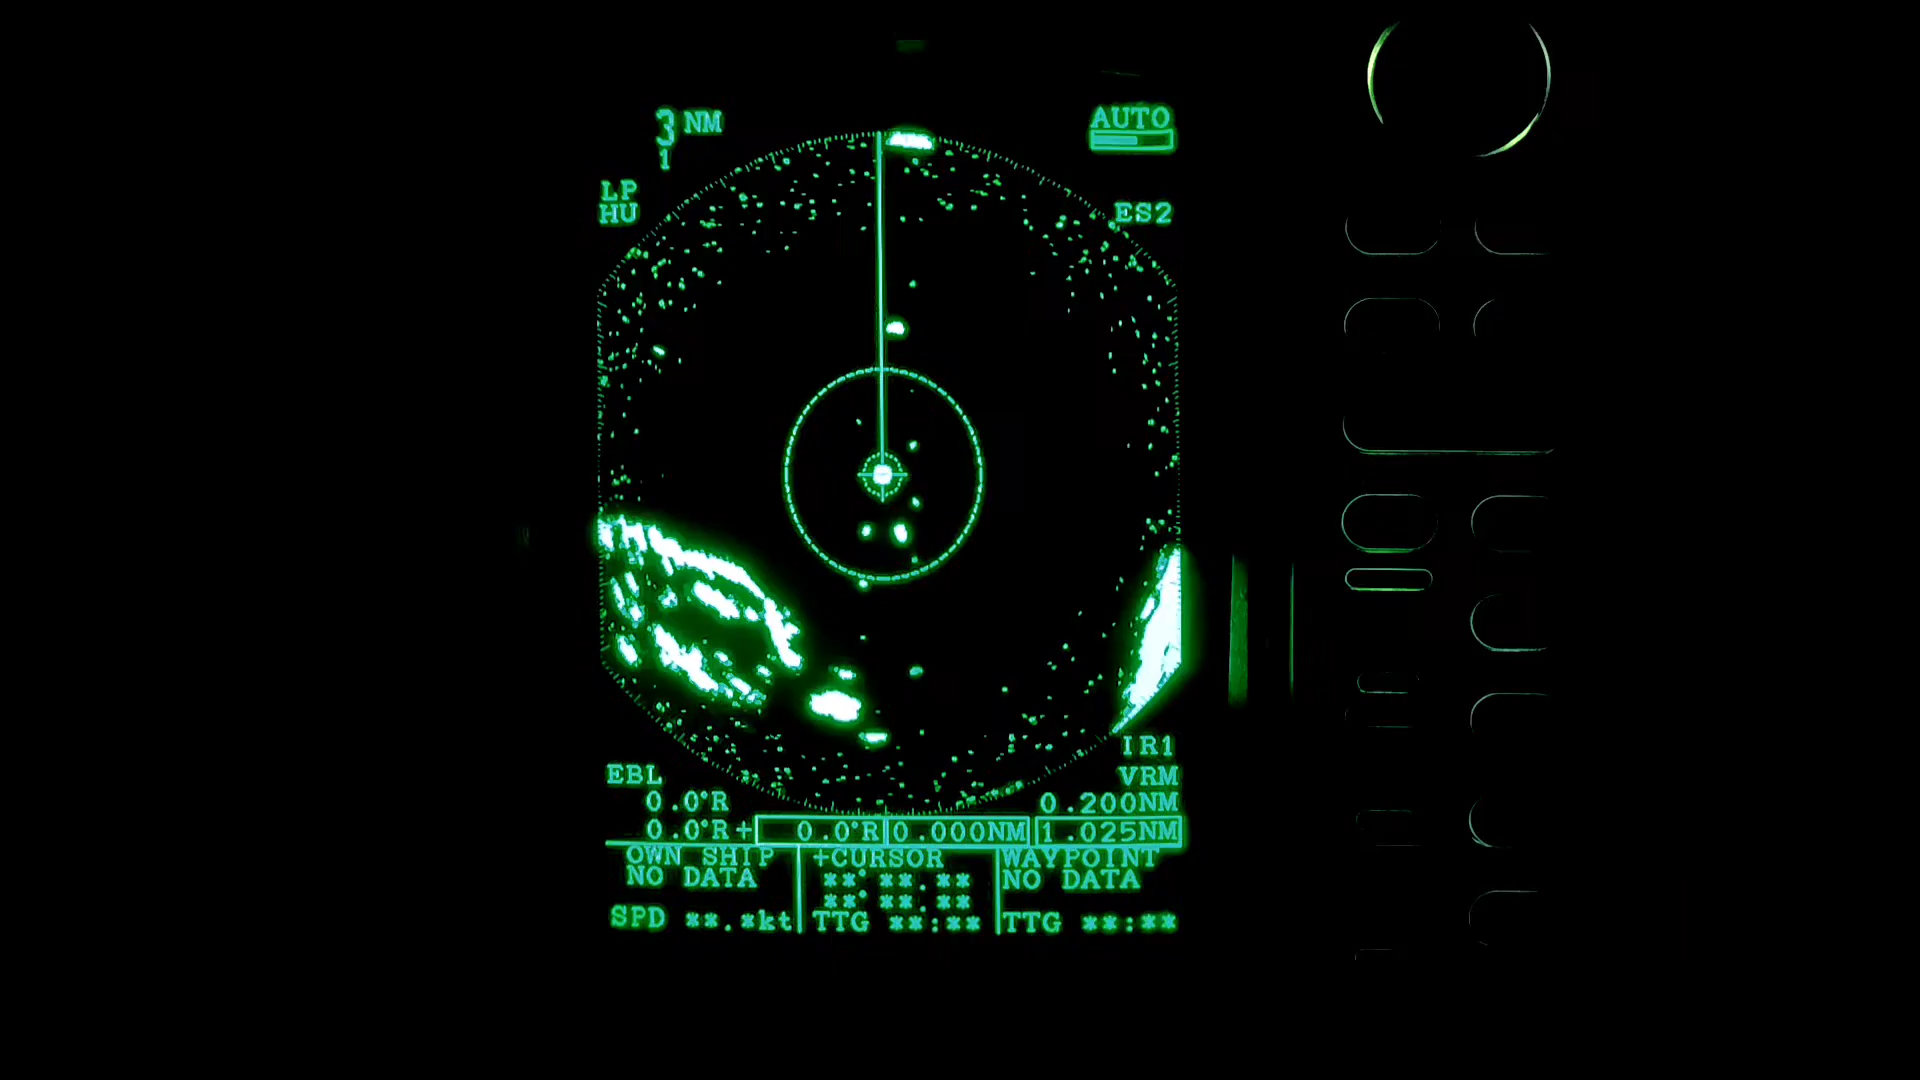 3 NM
AUTO
1
LP
HU
ES2
IR1
EBL
VRM
0.0°R
0.200NM
0.0°R+ 0.0°R 0.000NM 1.025NM
OWN SHIP +CURSOR WAYPOINT
NO DATA **°**.** NO DATA
**°**.**
SPD **.*kt TTG **:** TTG **:**